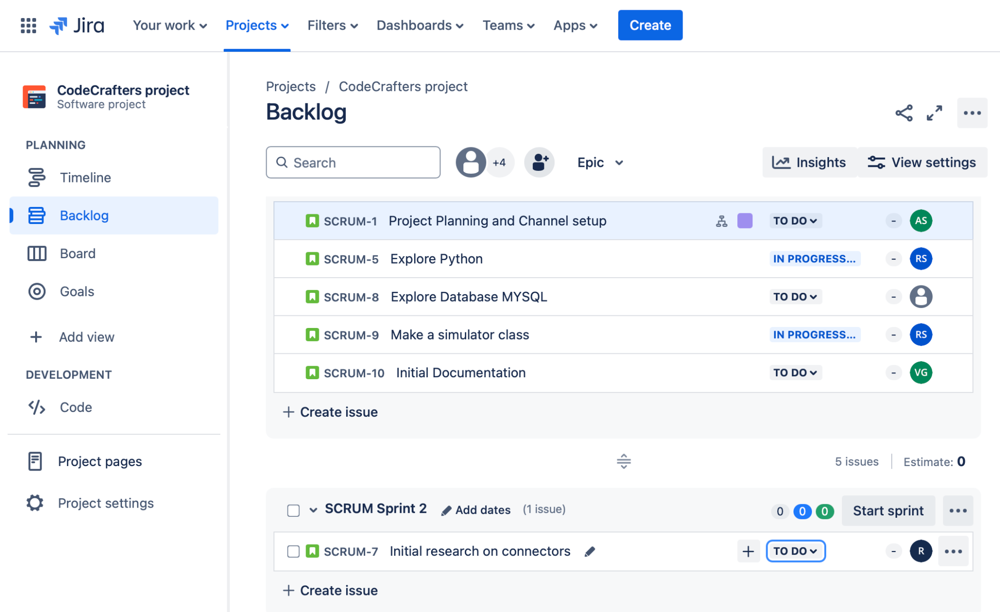 Jira Your work Projects Filters Dashboards Teams Apps Create
CodeCrafters project
Software project
PLANNING
Timeline
Backlog
Board
Goals
Add view
DEVELOPMENT
Code
Project pages
Project settings
Projects / CodeCrafters project
Backlog
Search +4 Epic Insights View settings
SCRUM-1 Project Planning and Channel setup TO DO - AS
SCRUM-5 Explore Python IN PROGRESS... - RS
SCRUM-8 Explore Database MYSQL TO DO -
SCRUM-9 Make a simulator class IN PROGRESS... - RS
SCRUM-10 Initial Documentation TO DO - VG
+ Create issue
5 issues Estimate: 0
SCRUM Sprint 2 Add dates (1 issue) 0 0 0 Start sprint
SCRUM-7 Initial research on connectors + TO DO - R
+ Create issue